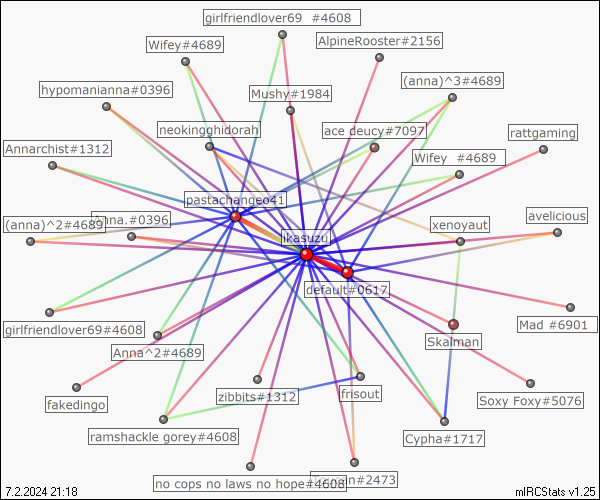 girlfriendlover69 #4608
Wifey#4689
AlpineRooster#2156
hypomanianna#0396
Mushy#1984
(anna)^3#4689
neokingghidorah
ace deucy#7097
rattgaming
Annarchist#1312
Wifey #4689
pastachangeo41
(anna)^2#4689
nna.#0396
ikasuzu
xenoyaut
avelicious
default#0617
girlfriendlover69#4608
Mad #6901
Skalman
Anna^2#4689
fakedingo
zibbits#1312
frisout
Soxy Foxy#5076
ramshackle gorey#4608
Cypha#1717
no cops no laws no hope#4608
in#2473
7.2.2024 21:18
mIRCStats v1.25